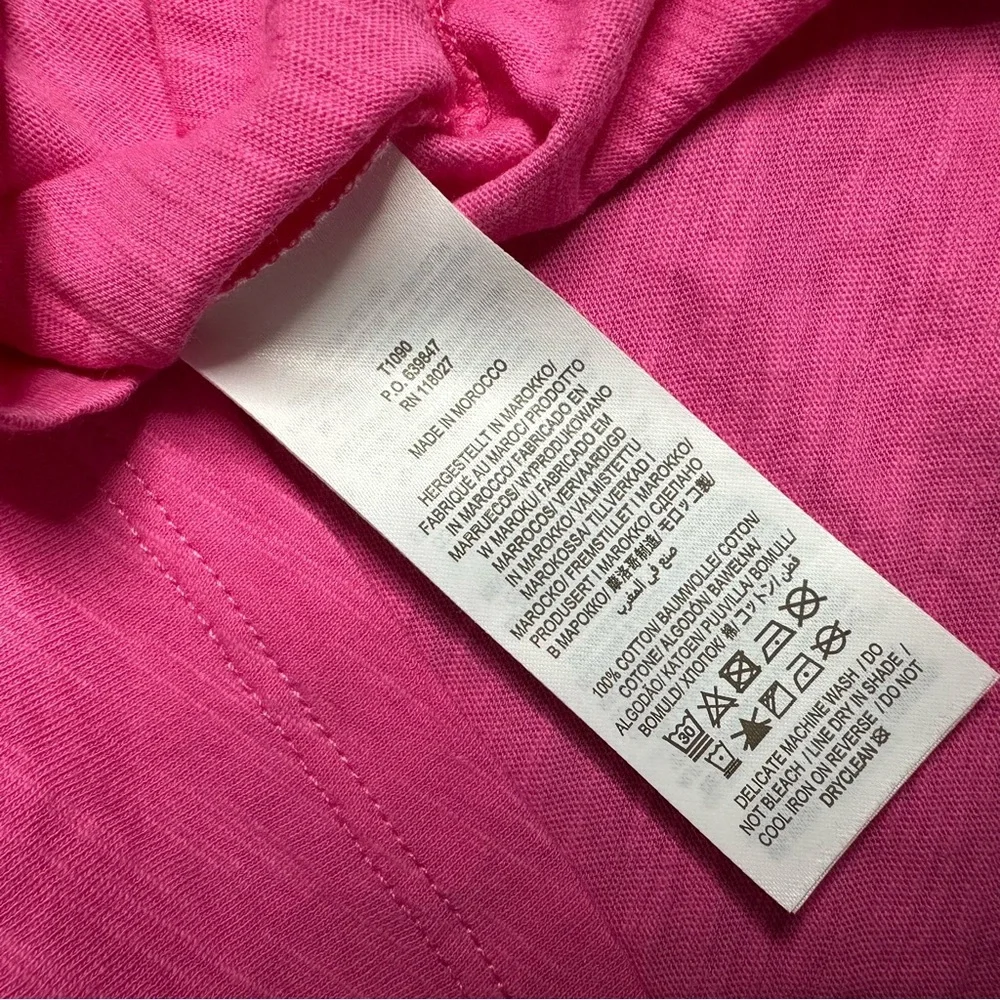 T1090
P.O. 639847
RN 118027
MADE IN MOROCCO
HERGESTELLT IN MAROKKO/
FABRIQUÉ AU MAROC/ PRODOTTO
IN MAROCCO/ FABRICADO EN
MARRUECOS/ WYPRODUKOWANO
W MAROKU/ FABRICADO EM
MARROCOS/ VERVAARDIGD
IN MAROKKO/ VALMISTETTU
MAROKOSSA/ TILLVERKAD I
MAROCKO/ FREMSTILLET I MAROKKO/
PRODUSERT I MAROKKO/ СДЕЛАНО
В МАРОККО/ 摩洛哥制造/ モロッコ製
صنع في المغرب
100% COTTON/ BAUMWOLLE/ COTON/
COTONE/ ALGODÓN/ BAWEŁNA/
ALGODÃO/ KATOEN/ PUUVILLA/ BOMULL/
BOMULD/ ХЛОПОК/ 棉/ コットン/ قطن
30
DELICATE MACHINE WASH / DO
NOT BLEACH / LINE DRY IN SHADE /
COOL IRON ON REVERSE / DO NOT
DRYCLEAN